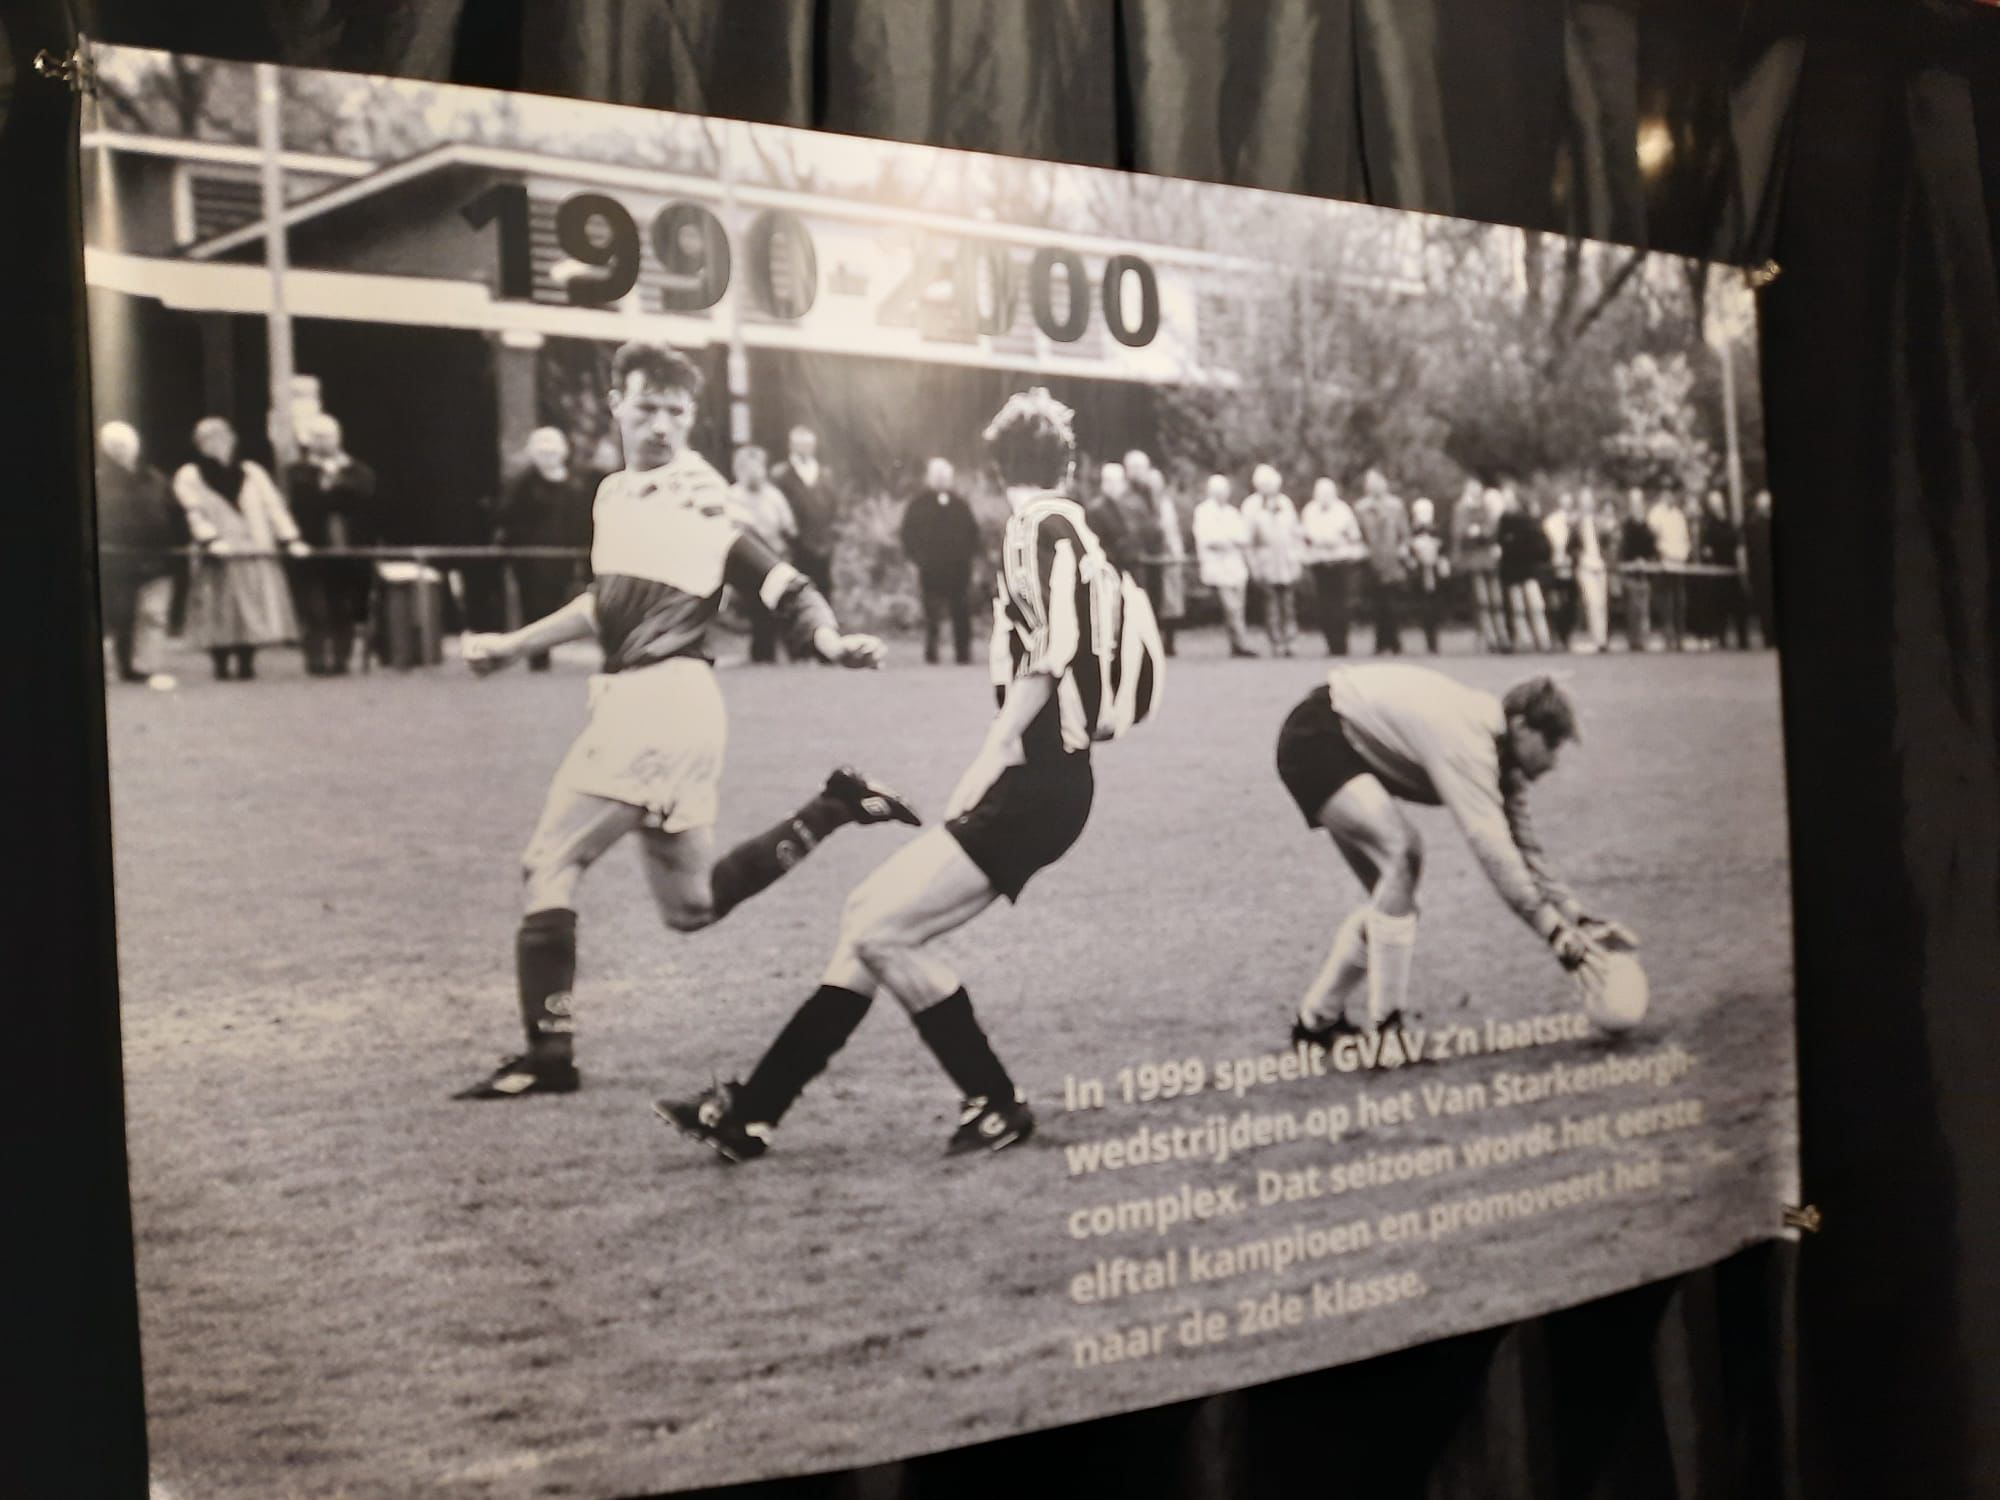 1990-2000
In 1999 speelt GVAV z'n laatste
wedstrijden op het Van Starkenborgh-
complex. Dat seizoen wordt het eerste
elftal kampioen en promoveert het
naar de 2de klasse.